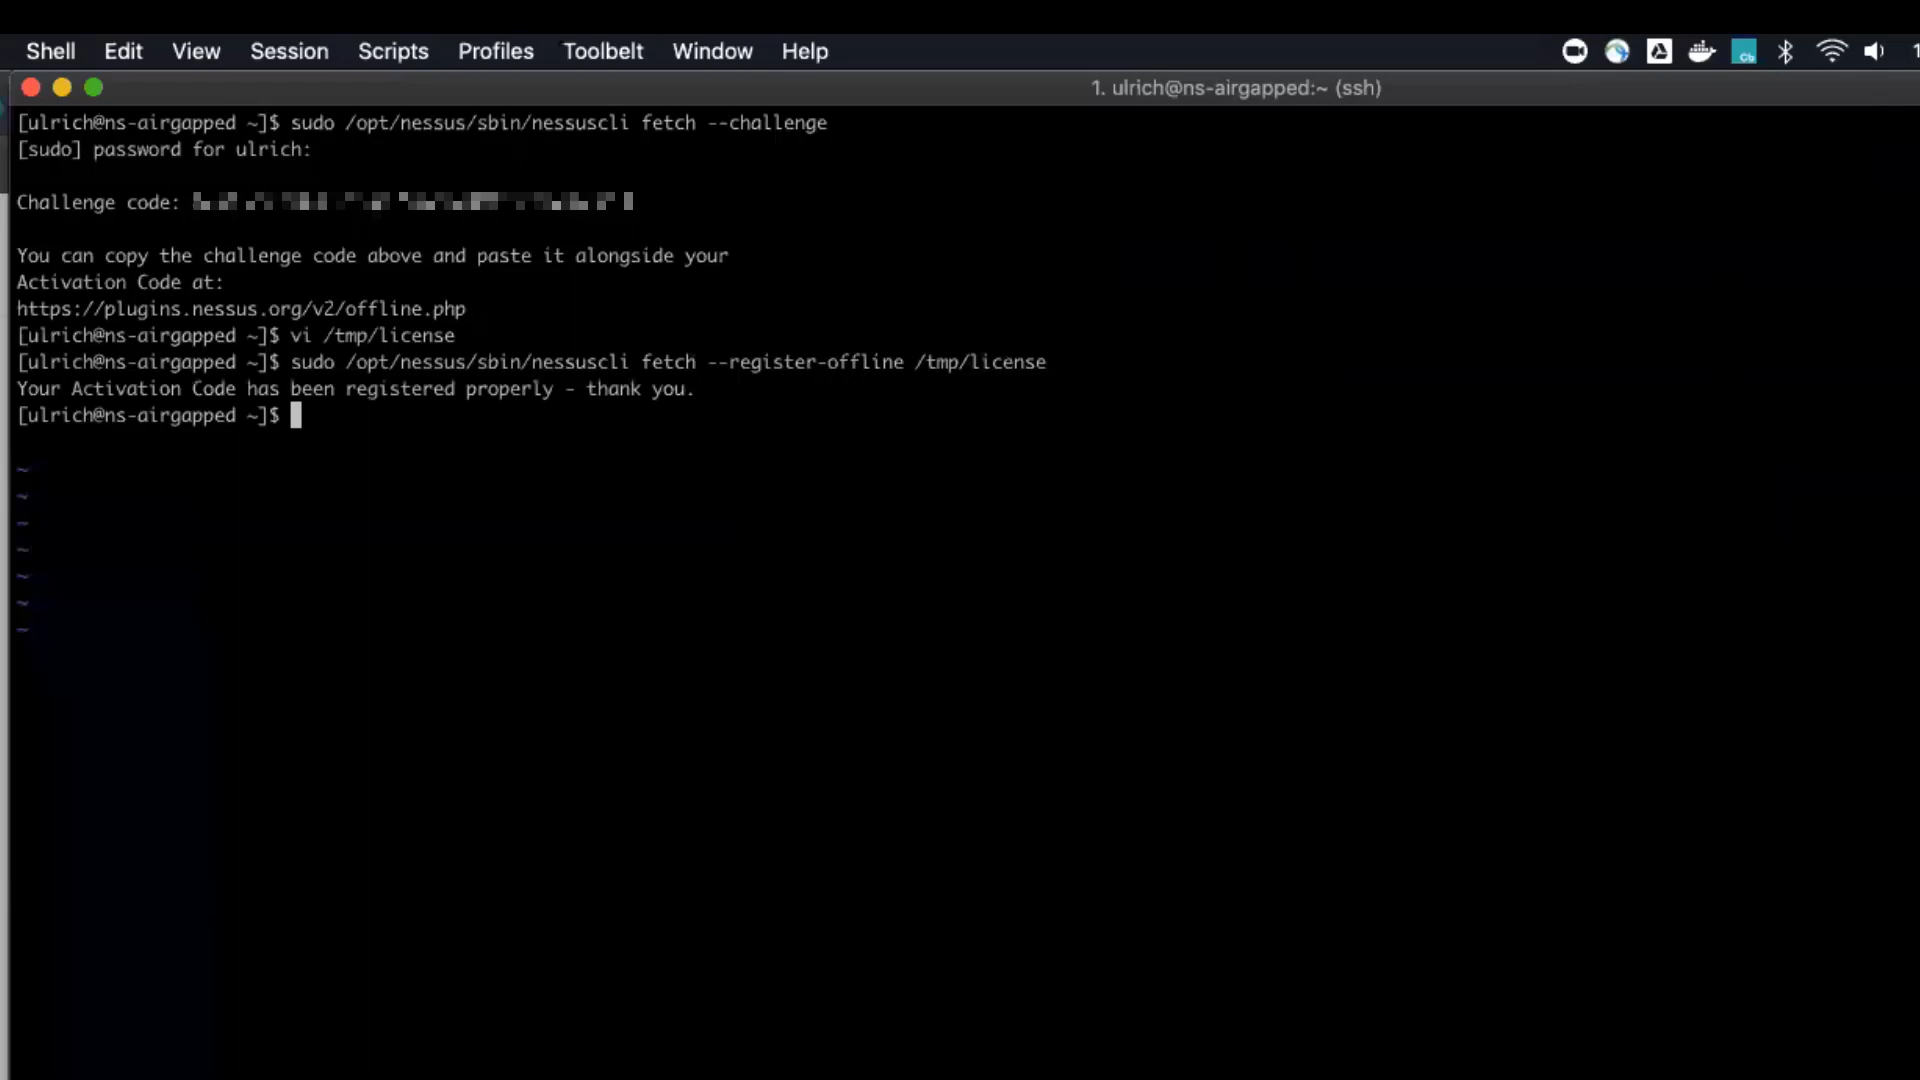 Shell Edit View Session Scripts Profiles Toolbelt Window Help
1. ulrich@ns-airgapped:~ (ssh)
[ulrich@ns-airgapped ~]$ sudo /opt/nessus/sbin/nessuscli fetch --challenge
[sudo] password for ulrich:
Challenge code:
You can copy the challenge code above and paste it alongside your
Activation Code at:
https://plugins.nessus.org/v2/offline.php
[ulrich@ns-airgapped ~]$ vi /tmp/license
[ulrich@ns-airgapped ~]$ sudo /opt/nessus/sbin/nessuscli fetch --register-offline /tmp/license
Your Activation Code has been registered properly - thank you.
[ulrich@ns-airgapped ~]$
~
~
~
~
~
~
~